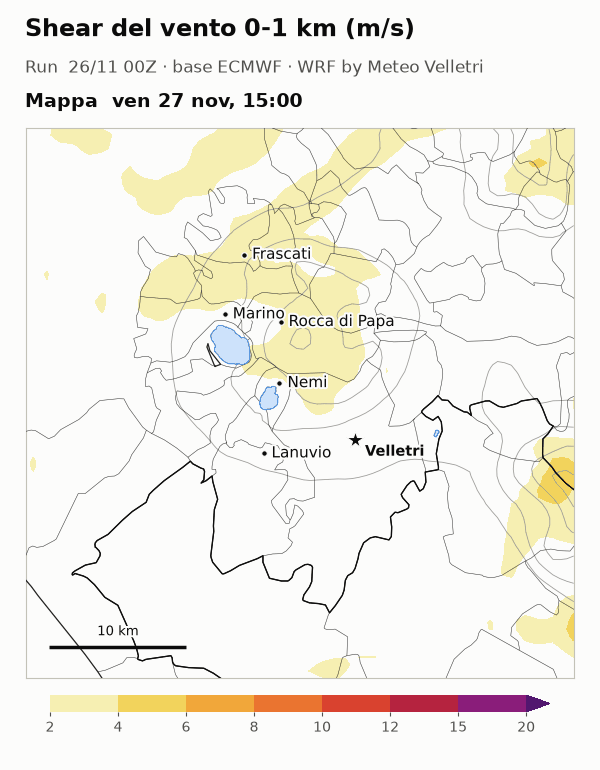 Shear del vento 0-1 km (m/s)
Run  26/11 00Z · base ECMWF · WRF by Meteo Velletri
Mappa  ven 27 nov, 15:00
Frascati
Marino
Rocca di Papa
Nemi
Velletri
Lanuvio
10 km
2 4 6 8 10 12 15 20